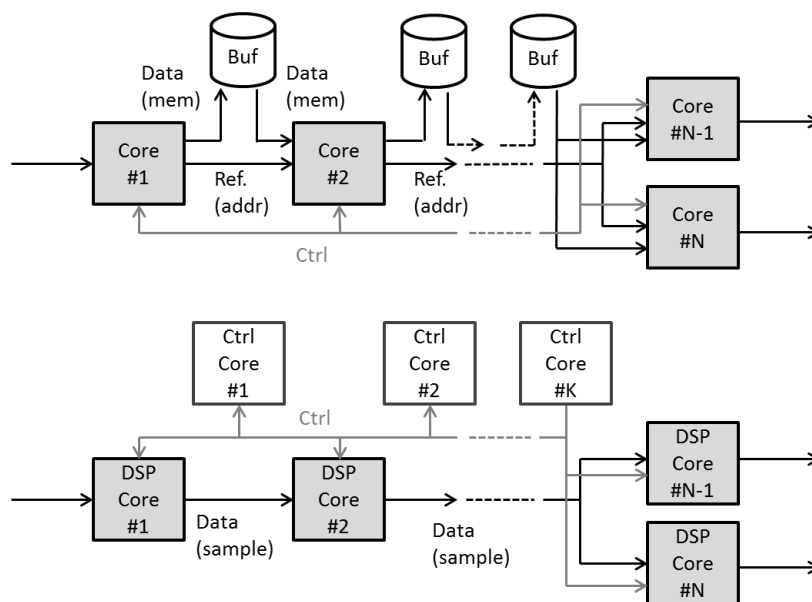 Buf
Buf
Buf
Data
(mem)
Data
(mem)
Core
#1
Core
#2
Core
#N-1
Ref.
(addr)
Ref.
(addr)
Core
#N
Ctrl
Ctrl
Core
#1
Ctrl
Core
#2
Ctrl
Core
#K
Ctrl
DSP
Core
#1
DSP
Core
#2
DSP
Core
#N-1
Data
(sample)
Data
(sample)
DSP
Core
#N